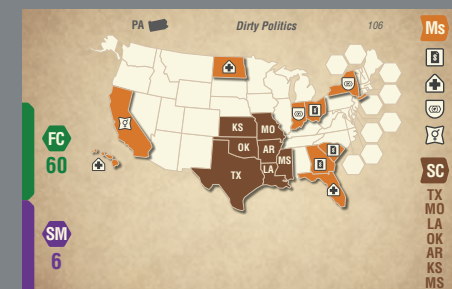 PA Dirty Politics 106
Ms
FC
60
SM
6
KS
MO
OK
AR
TX
LA
MS
SC
TX
MO
LA
OK
AR
KS
MS